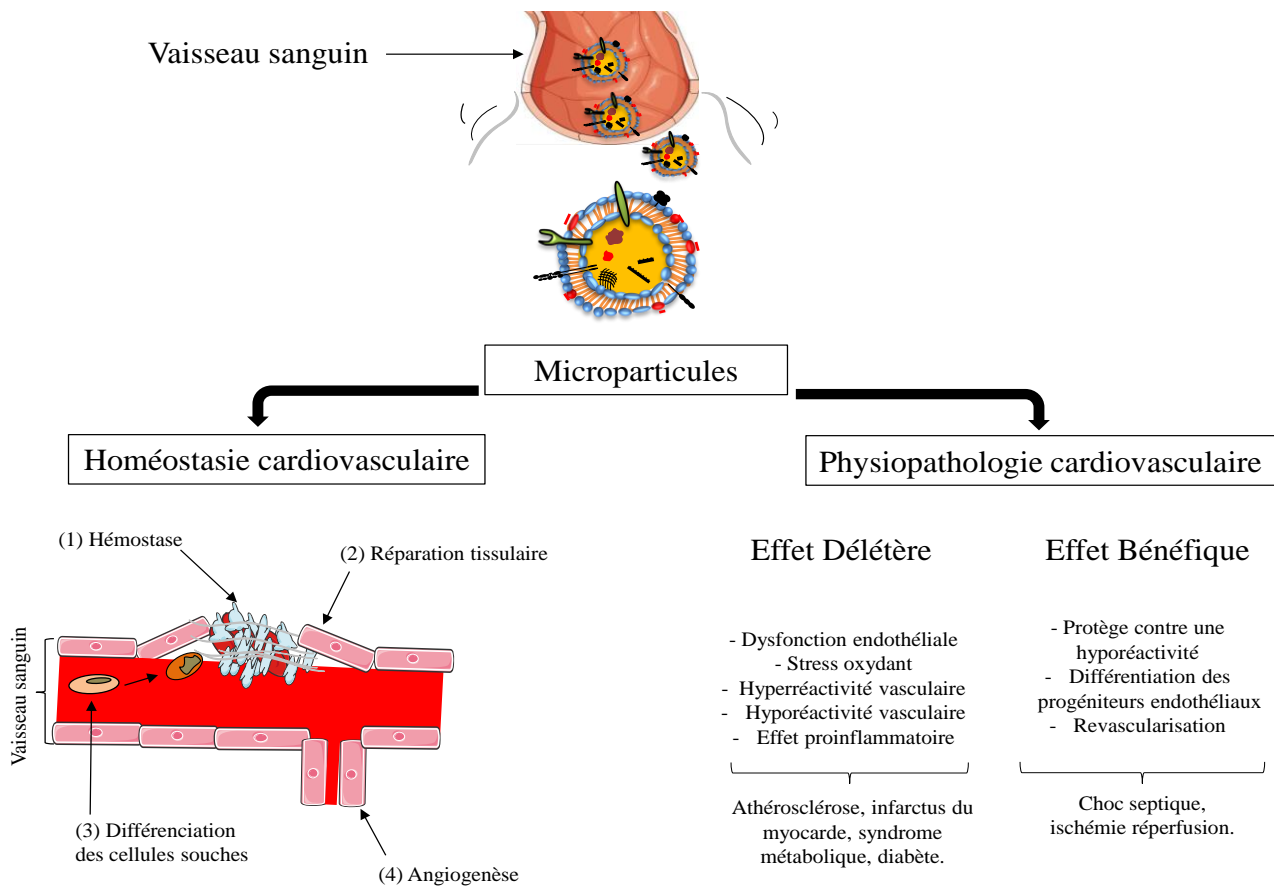 Vaisseau sanguin
Microparticules
Homéostasie cardiovasculaire
Physiopathologie cardiovasculaire
(1) Hémostase
(2) Réparation tissulaire
Vaisseau sanguin
(3) Différenciation
des cellules souches
(4) Angiogenèse
Effet Délétère
- Dysfonction endothéliale
- Stress oxydant
- Hyperréactivité vasculaire
- Hyporéactivité vasculaire
- Effet proinflammatoire
Athérosclérose, infarctus du
myocarde, syndrome
métabolique, diabète.
Effet Bénéfique
- Protège contre une
hyporéactivité
- Différentiation des
progéniteurs endothéliaux
- Revascularisation
Choc septique,
ischémie réperfusion.